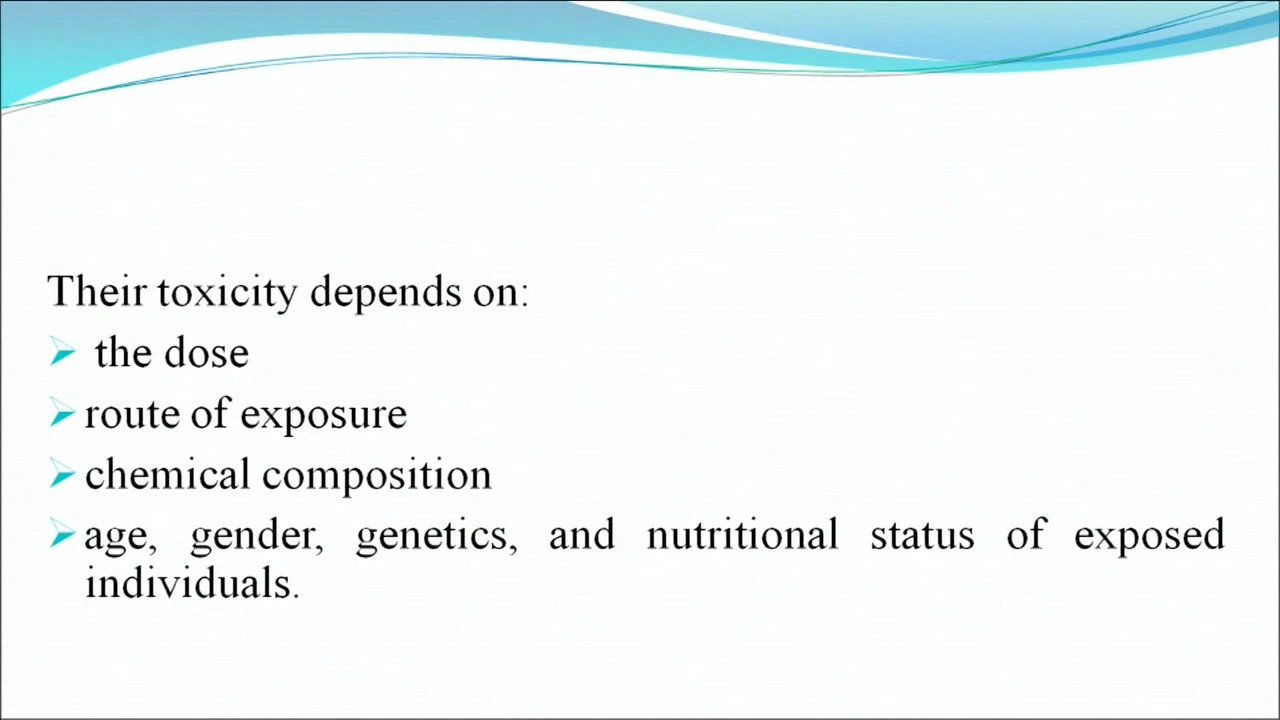 Their toxicity depends on:
the dose
route of exposure
chemical composition
age, gender, genetics, and nutritional status of exposed
individuals.